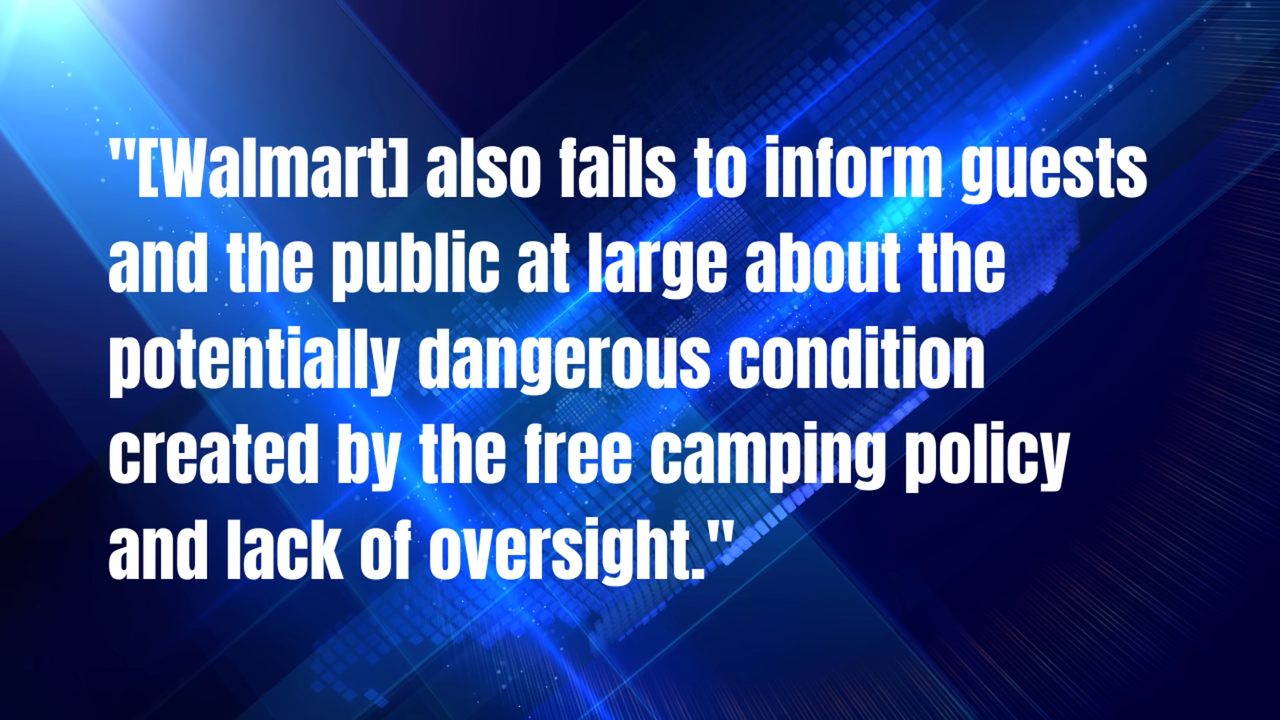 "[Walmart] also fails to inform guests
and the public at large about the
potentially dangerous condition
created by the free camping policy
and lack of oversight."